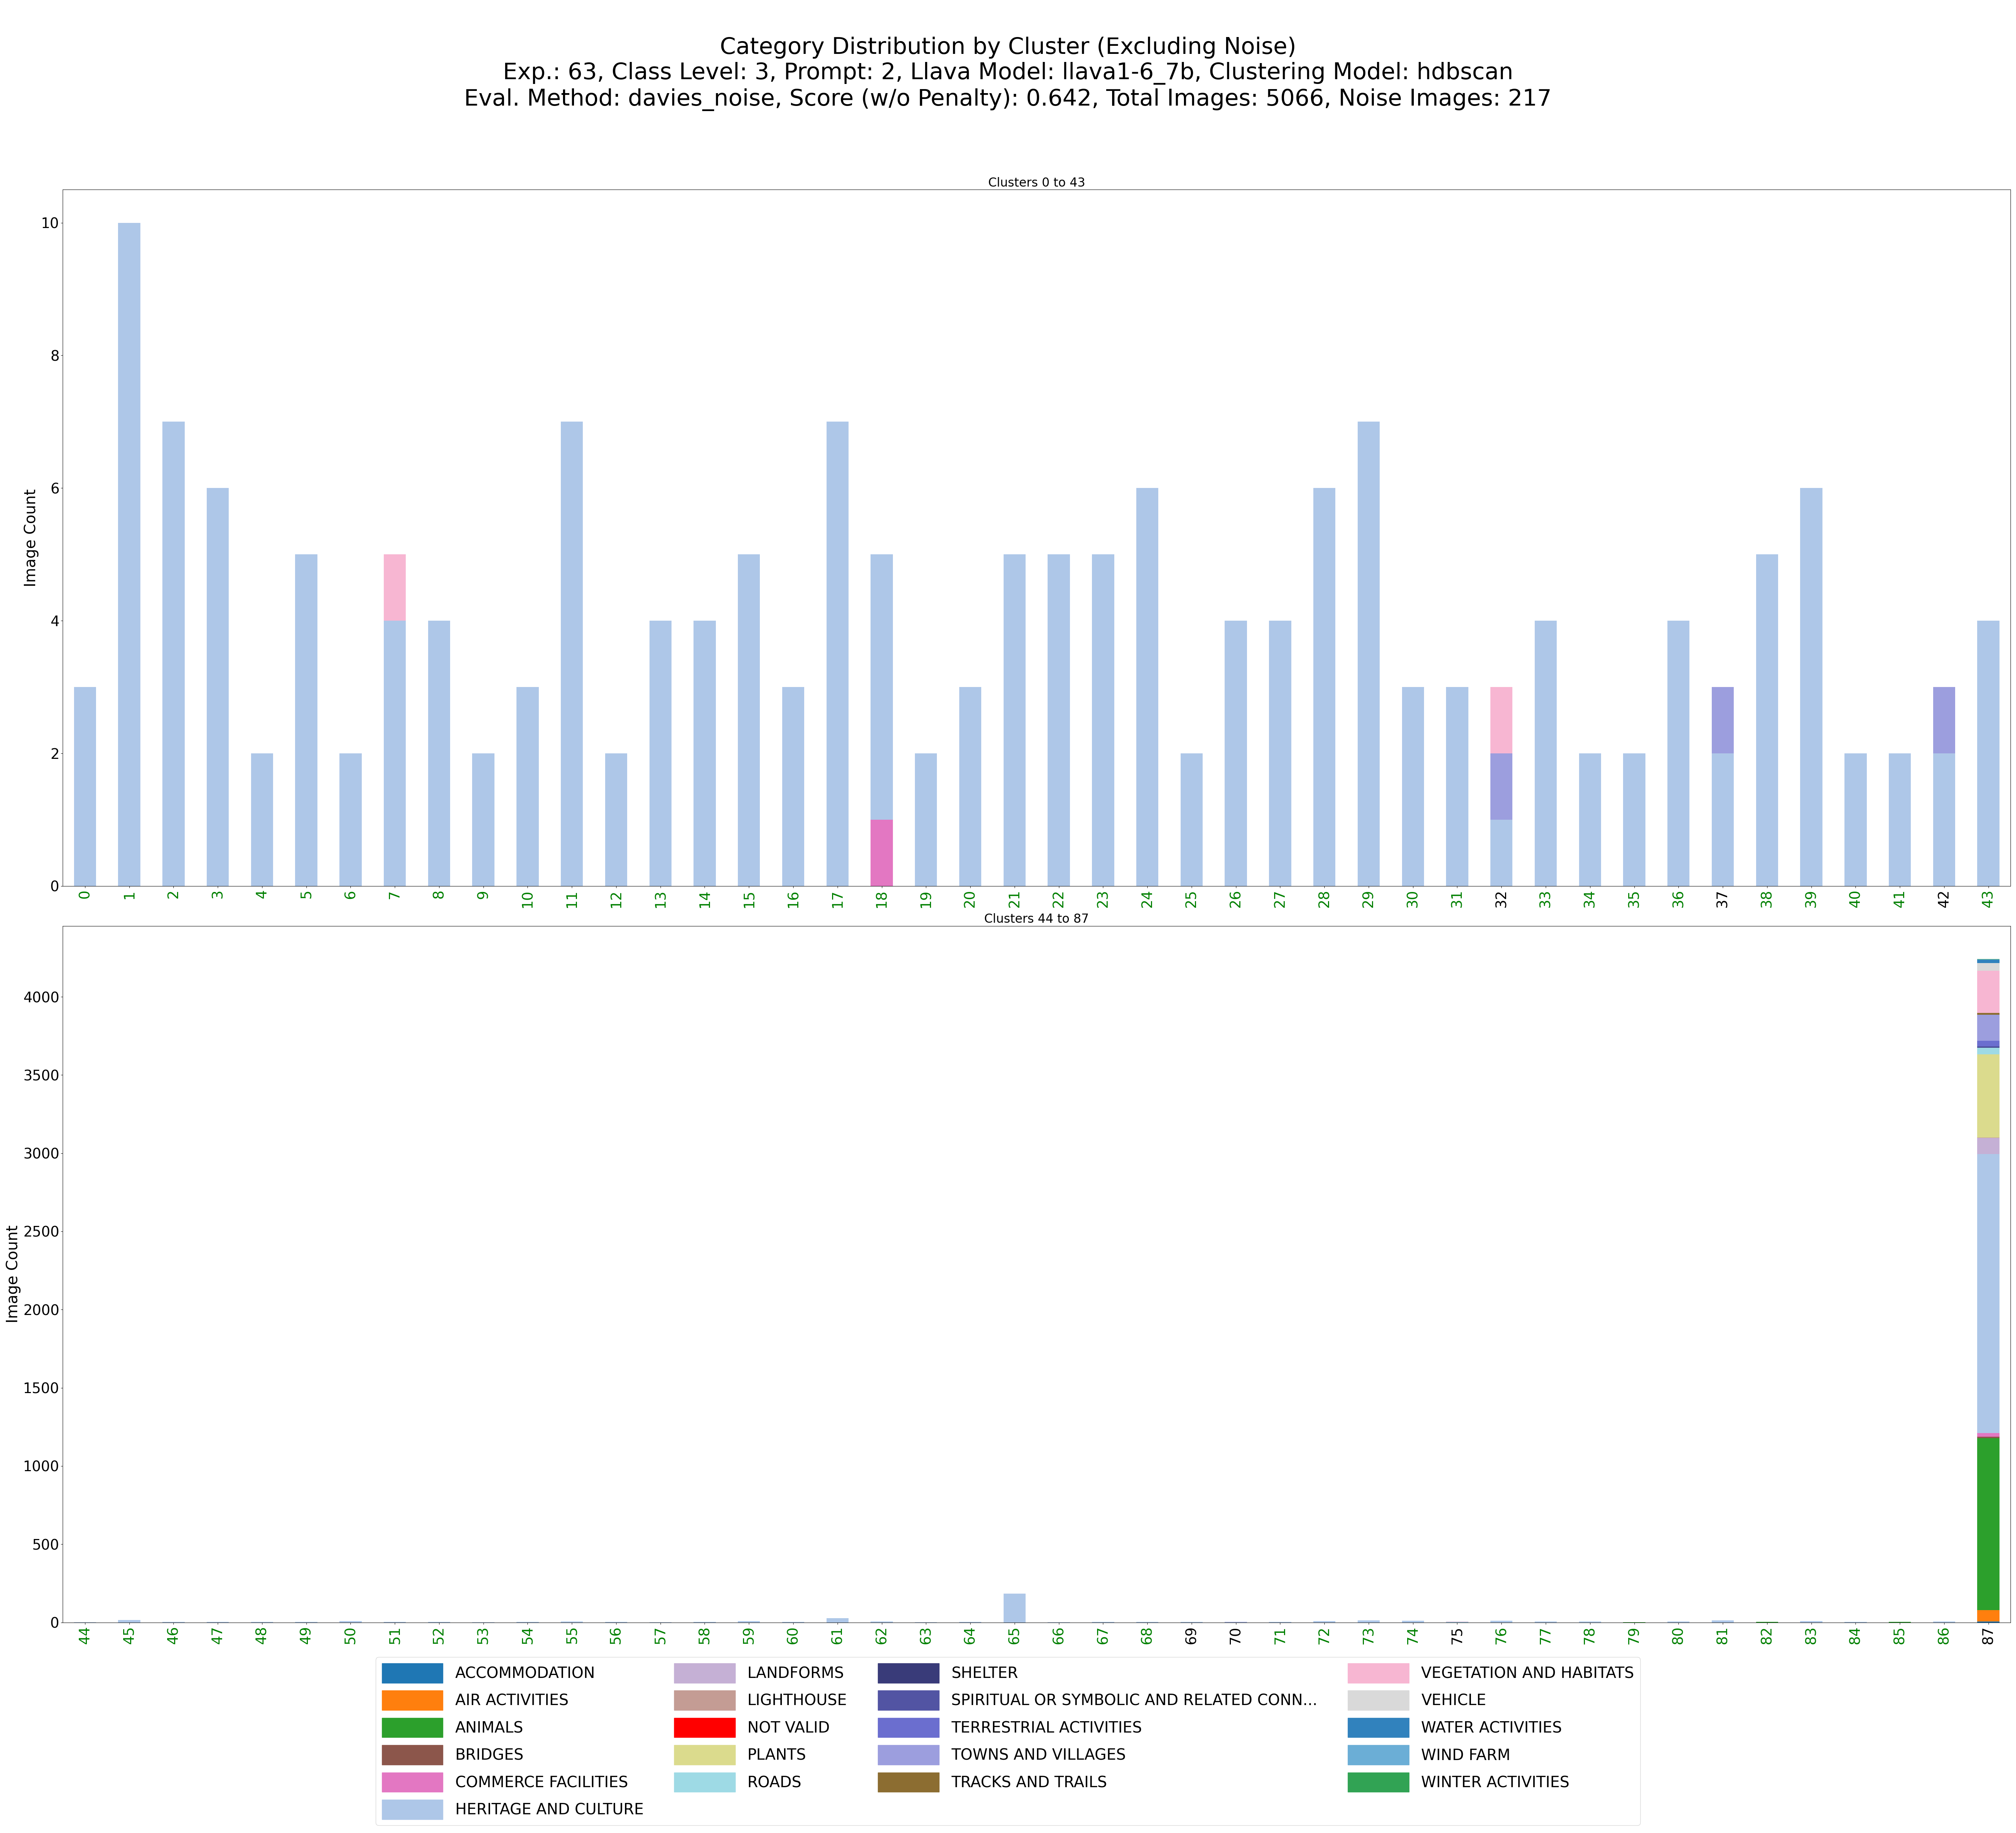 Category Distribution by Cluster (Excluding Noise)
Exp.: 63, Class Level: 3, Prompt: 2, Llava Model: llava1-6_7b, Clustering Model: hdbscan
Eval. Method: davies_noise, Score (w/o Penalty): 0.642, Total Images: 5066, Noise Images: 217
Clusters 0 to 43
Image Count
10
8
6
4
2
0
0 1 2 3 4 5 6 7 8 9 10 11 12 13 14 15 16 17 18 19 20 21 22 23 24 25 26 27 28 29 30 31 32 33 34 35 36 37 38 39 40 41 42 43
Clusters 44 to 87
Image Count
4000
3500
3000
2500
2000
1500
1000
500
0
44 45 46 47 48 49 50 51 52 53 54 55 56 57 58 59 60 61 62 63 64 65 66 67 68 69 70 71 72 73 74 75 76 77 78 79 80 81 82 83 84 85 86 87
ACCOMMODATION
AIR ACTIVITIES
ANIMALS
BRIDGES
COMMERCE FACILITIES
HERITAGE AND CULTURE
LANDFORMS
LIGHTHOUSE
NOT VALID
PLANTS
ROADS
SHELTER
SPIRITUAL OR SYMBOLIC AND RELATED CONN...
TERRESTRIAL ACTIVITIES
TOWNS AND VILLAGES
TRACKS AND TRAILS
VEGETATION AND HABITATS
VEHICLE
WATER ACTIVITIES
WIND FARM
WINTER ACTIVITIES